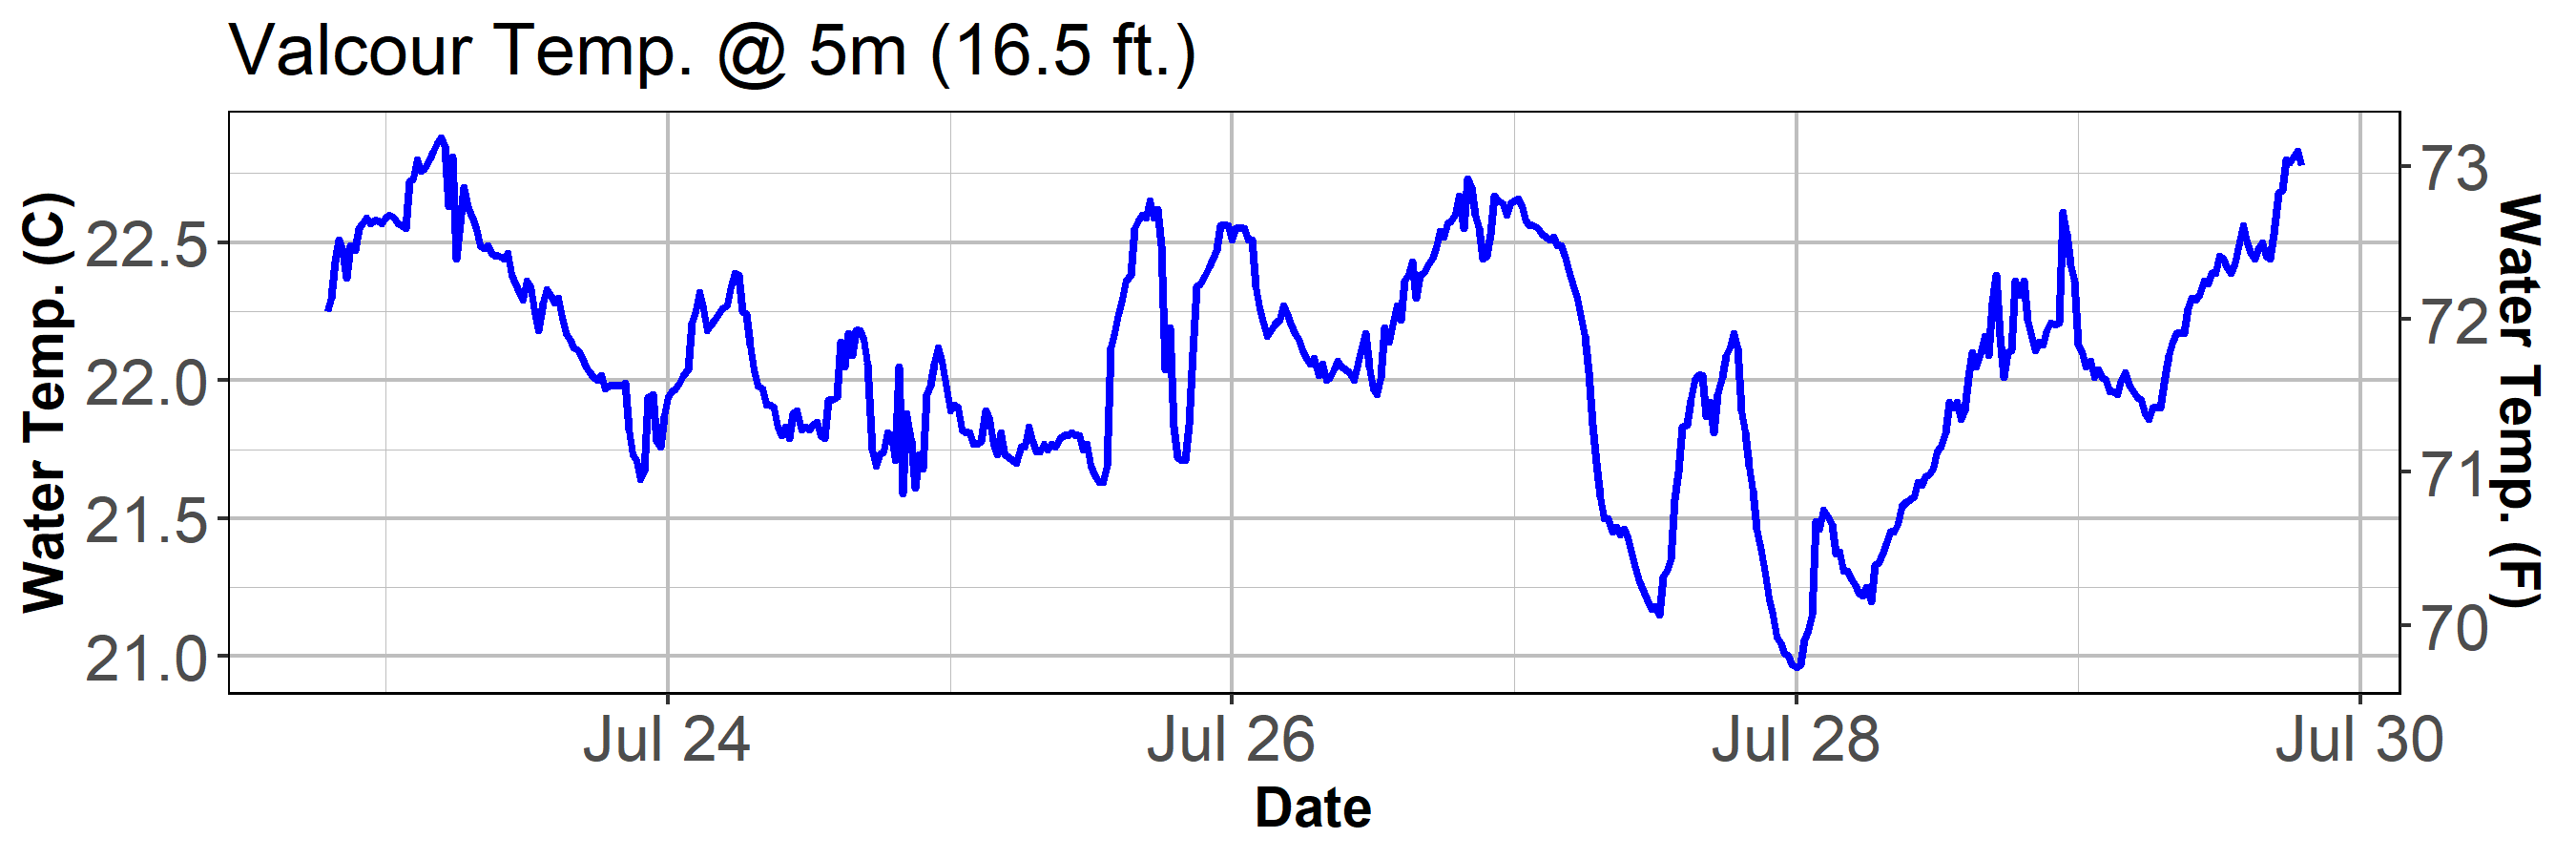 Valcour Temp. @ 5m (16.5 ft.)
Water Temp. (C)
22.5
22.0
21.5
21.0
73
72
71
70
Water Temp. (F)
Jul 24
Jul 26
Jul 28
Jul 30
Date